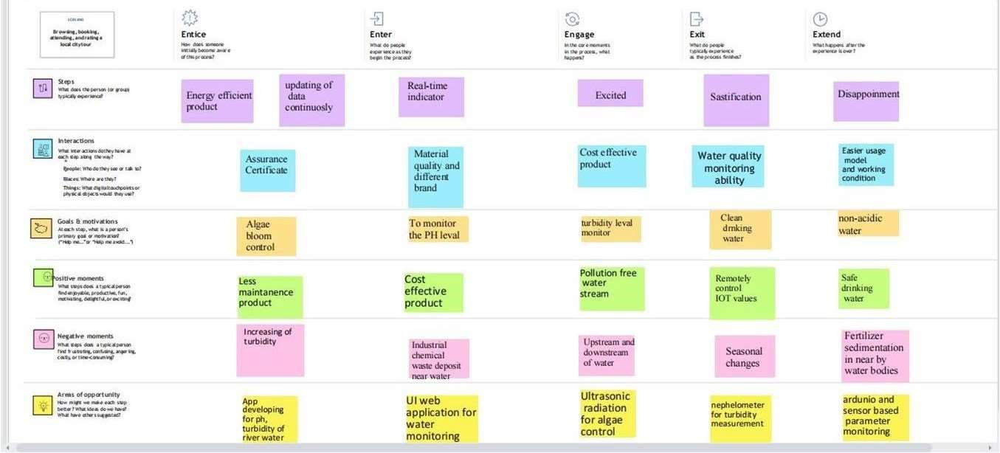 SCENARIO
Browsing, booking,
attending, and rating a
local city tour
Entice
How does someone
initially become aware
of this process?
Enter
What do people
experience as they
begin the process?
Engage
In the core moments
in the process, what
happens?
Exit
What do people
typically experience
as the process finishes?
Extend
What happens after the
experience is over?
Steps
What does the person (or group)
typically experience?
Energy efficient
product
updating of
data
continuosly
Real-time
indicator
Excited
Sastification
Disappoinment
Interactions
What interactions do they have at
each step along the way?
People: Who do they see or talk to?
Places: Where are they?
Things: What digital touchpoints or
physical objects would they use?
Assurance
Certificate
Material
quality and
different
brand
Cost effective
product
Water quality
monitoring
ability
Easier usage
model
and working
condition
Goals & motivations
At each step, what is a person's
primary goal or motivation?
("Help me..." or "Help me avoid...")
Algae
bloom
control
To monitor
the PH leval
turbidity leval
monitor
Clean
drnking
water
non-acidic
water
Positive moments
What steps does a typical person
find enjoyable, productive, fun,
motivating, delightful, or exciting?
Less
maintanence
product
Cost
effective
product
Pollution free
water
stream
Remotely
control
IOT values
Safe
drinking
water
Negative moments
What steps does a typical person
find frustrating, confusing, angering,
costly, or time-consuming?
Increasing of
turbidity
Industrial
chemical
waste deposit
near water
Upstream and
downstream
of water
Seasonal
changes
Fertilizer
sedimentation
in near by
water bodies
Areas of opportunity
How might we make each step
better? What ideas do we have?
What have others suggested?
App
developing
for ph,
turbidity of
river water
UI web
application for
water
monitoring
Ultrasonic
radiation
for algae
control
nephelometer
for turbidity
measurement
ardunio and
sensor based
parameter
monitoring